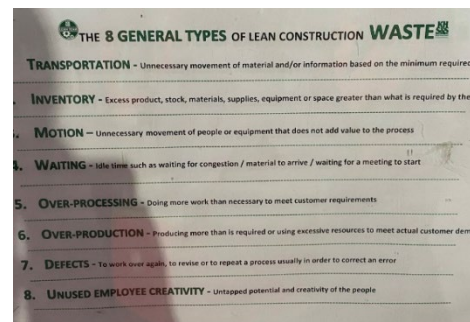 THE 8 GENERAL TYPES OF LEAN CONSTRUCTION WASTE
TRANSPORTATION - Unnecessary movement of material and/or information based on the minimum required
INVENTORY - Excess product, stock, materials, supplies, equipment or space greater than what is required by the
MOTION – Unnecessary movement of people or equipment that does not add value to the process
4. WAITING - Idle time such as waiting for congestion / material to arrive / waiting for a meeting to start
5. OVER-PROCESSING - Doing more work than necessary to meet customer requirements
6. OVER-PRODUCTION - Producing more than is required or using excessive resources to meet actual customer
7. DEFECTS - To work over again, to revise or to repeat a process usually in order to correct an error
8. UNUSED EMPLOYEE CREATIVITY - Untapped potential and creativity of the people